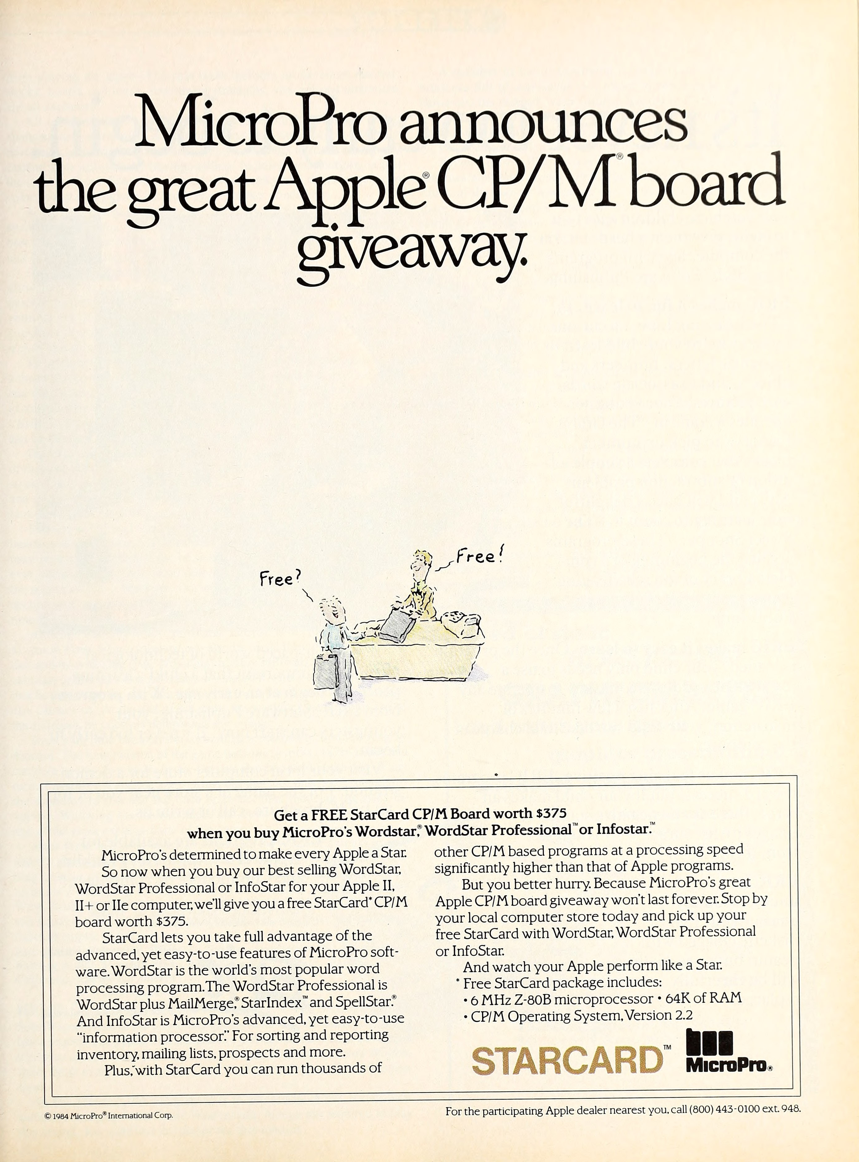 MicroPro announces
the great Apple® CP/M® board
giveaway.
Free?
Free!
Get a FREE StarCard CP/M Board worth $375
when you buy MicroPro's Wordstar,® WordStar Professional™ or Infostar.™
MicroPro's determined to make every Apple a Star.
So now when you buy our best selling WordStar,
WordStar Professional or InfoStar for your Apple II,
II+ or IIe computer, we'll give you a free StarCard* CP/M
board worth $375.
StarCard lets you take full advantage of the
advanced, yet easy-to-use features of MicroPro soft-
ware. WordStar is the world's most popular word
processing program. The WordStar Professional is
WordStar plus MailMerge,® StarIndex™ and SpellStar.®
And InfoStar is MicroPro's advanced, yet easy-to-use
"information processor." For sorting and reporting
inventory, mailing lists, prospects and more.
Plus, with StarCard you can run thousands of
other CP/M based programs at a processing speed
significantly higher than that of Apple programs.
But you better hurry. Because MicroPro's great
Apple CP/M board giveaway won't last forever. Stop by
your local computer store today and pick up your
free StarCard with WordStar, WordStar Professional
or InfoStar.
And watch your Apple perform like a Star.
* Free StarCard package includes:
• 6 MHz Z-80B microprocessor • 64K of RAM
• CP/M Operating System, Version 2.2
STARCARD™
MicroPro®
© 1984 MicroPro® International Corp.
For the participating Apple dealer nearest you, call (800) 443-0100 ext. 948.